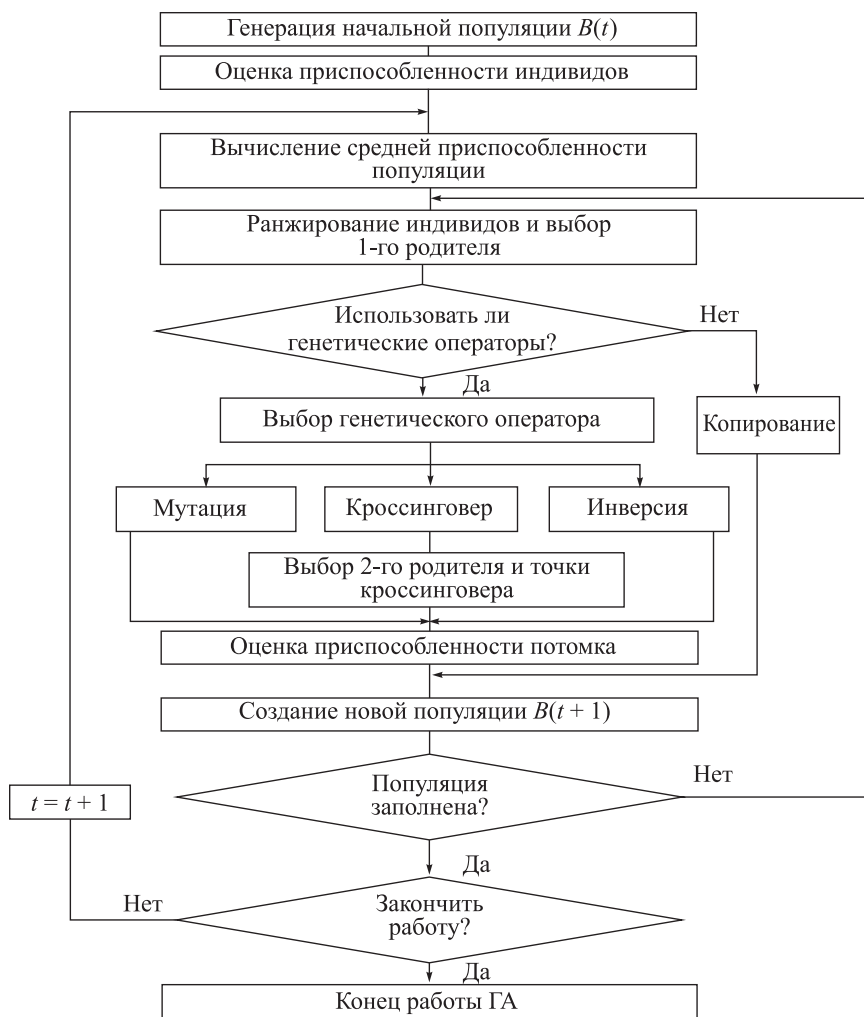 Генерация начальной популяции B(t)
Оценка приспособленности индивидов
Вычисление средней приспособленности
популяции
Ранжирование индивидов и выбор
1-го родителя
Использовать ли
генетические операторы?
Нет
Да
Выбор генетического оператора
Копирование
Мутация
Кроссинговер
Инверсия
Выбор 2-го родителя и точки
кроссинговера
Оценка приспособленности потомка
Создание новой популяции B(t + 1)
Популяция
заполнена?
Нет
t = t + 1
Да
Закончить
работу?
Нет
Да
Конец работы ГА